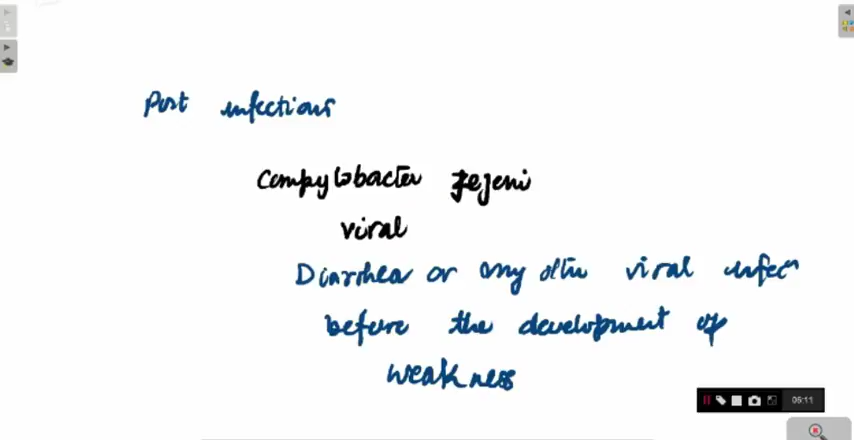 Post infectious
Campylobacter jejeni
viral
Diarrhea or any other viral infecn
before the development of
weakness
05:11